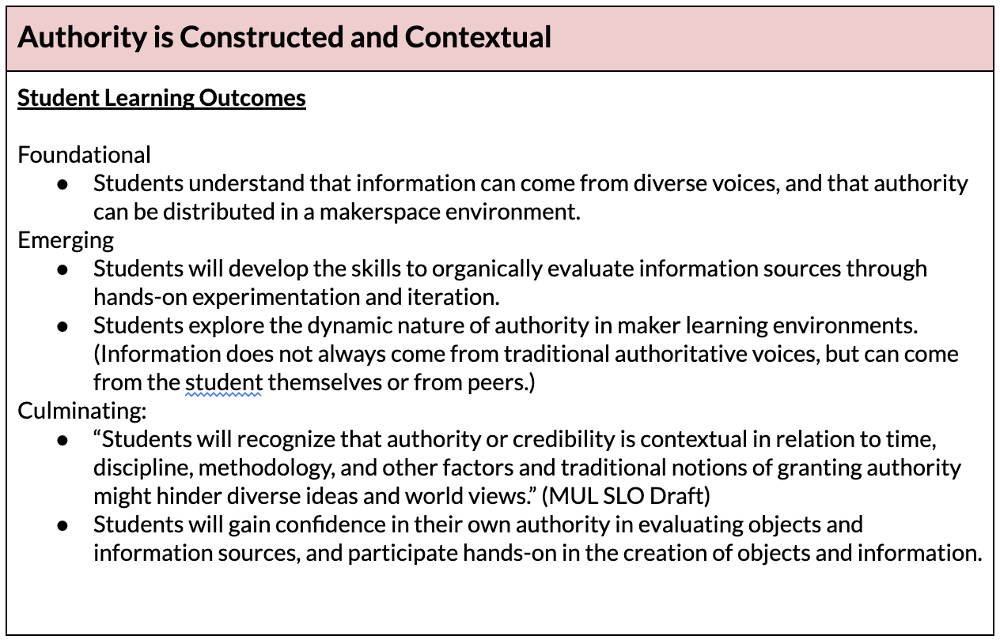 Authority is Constructed and Contextual
Student Learning Outcomes
Foundational
● Students understand that information can come from diverse voices, and that authority
can be distributed in a makerspace environment.
Emerging
● Students will develop the skills to organically evaluate information sources through
hands-on experimentation and iteration.
● Students explore the dynamic nature of authority in maker learning environments.
(Information does not always come from traditional authoritative voices, but can come
from the student themselves or from peers.)
Culminating:
● “Students will recognize that authority or credibility is contextual in relation to time,
discipline, methodology, and other factors and traditional notions of granting authority
might hinder diverse ideas and world views.” (MUL SLO Draft)
● Students will gain confidence in their own authority in evaluating objects and
information sources, and participate hands-on in the creation of objects and information.